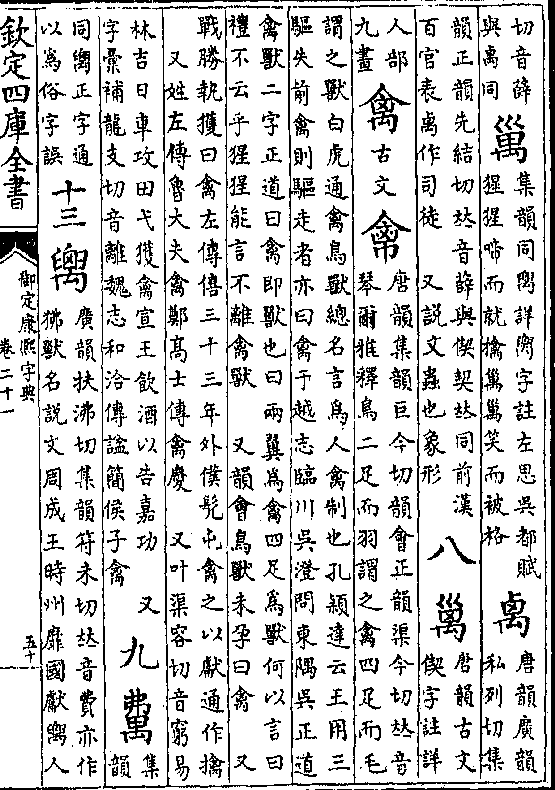 切音薛
與禼同
集韻同詳字註左思吳都賦
猩猩啼而就擒笑而被格
禼
唐韻廣韻
私列切集
韻正韻先結切𠀤音薛與偰契𠀤同前漢
百官表禼作司徒　又說文蟲也象形
八
唐韻古文
偰字註詳
人部
九畫
禽
古文
唐韻集韻巨今切韻會正韻渠今切𠀤音
琴爾雅釋鳥二足而羽謂之禽四足而毛
謂之獸白虎通禽鳥獸總名言為人禽制也孔穎達云王用三
驅失前禽則驅走者亦曰禽于越志臨川吳澄問東隅吳正道
禽獸二字正道曰禽即獸也曰兩翼為禽四足為獸何以言曰
禮不云乎猩猩能言不離禽獸　又韻會鳥獸未孕曰禽　又
戰勝執獲曰禽左傳僖三十三年外僕髡屯禽之以獻通作擒
又姓左傳魯大夫禽鄭高士傳禽慶　又叶渠容切音窮易
林吉日車攻田弋獲禽宣王飲酒以告嘉功　又
字彙補龍支切音離魏志和洽傳諡簡侯子禽
九
集
韻
同正字通
以為俗字誤
十三
廣韻扶沸切集韻符未切𠀤音費亦作
狒獸名說文周成王時州靡國獻人
欽定四庫全書
御定康熙字典
卷二十一
五十